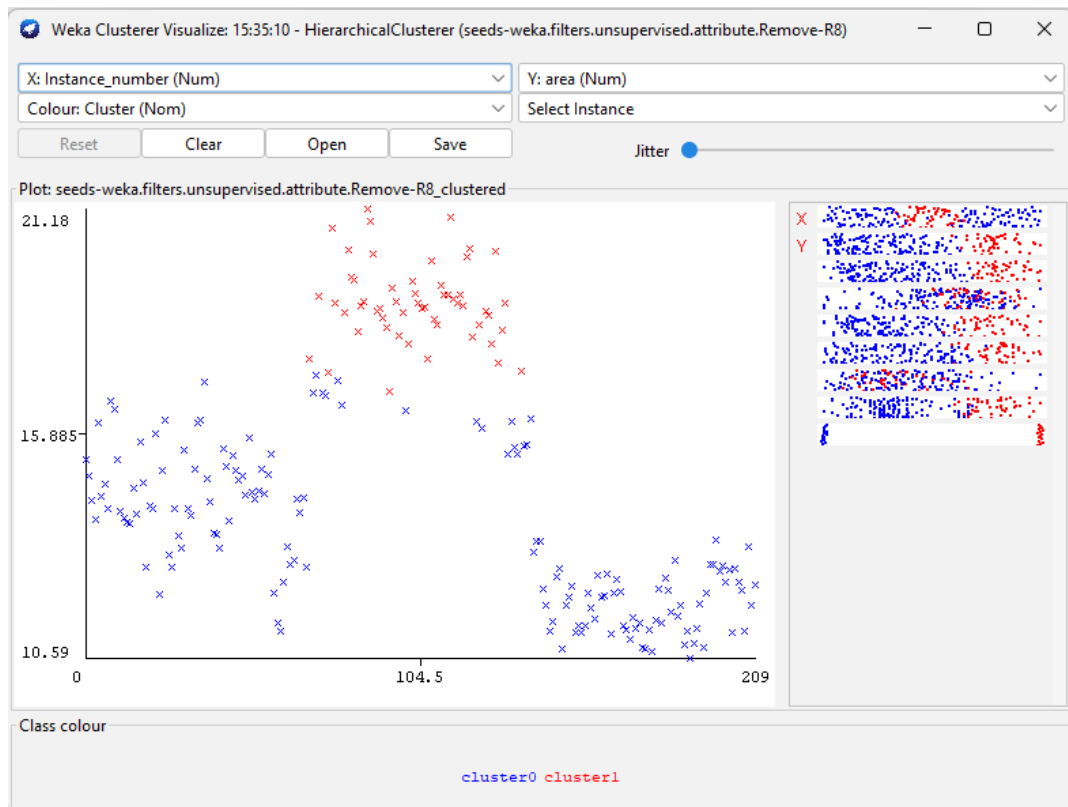 Weka Clusterer Visualize: 15:35:10 - HierarchicalClusterer (seeds-weka.filters.unsupervised.attribute.Remove-R8)
X: Instance_number (Num) Y: area (Num)
Colour: Cluster (Nom) Select Instance
Reset Clear Open Save Jitter
Plot: seeds-weka.filters.unsupervised.attribute.Remove-R8_clustered
21.18
X
Y
15.885
10.59
0 104.5 209
Class colour
cluster0 cluster1